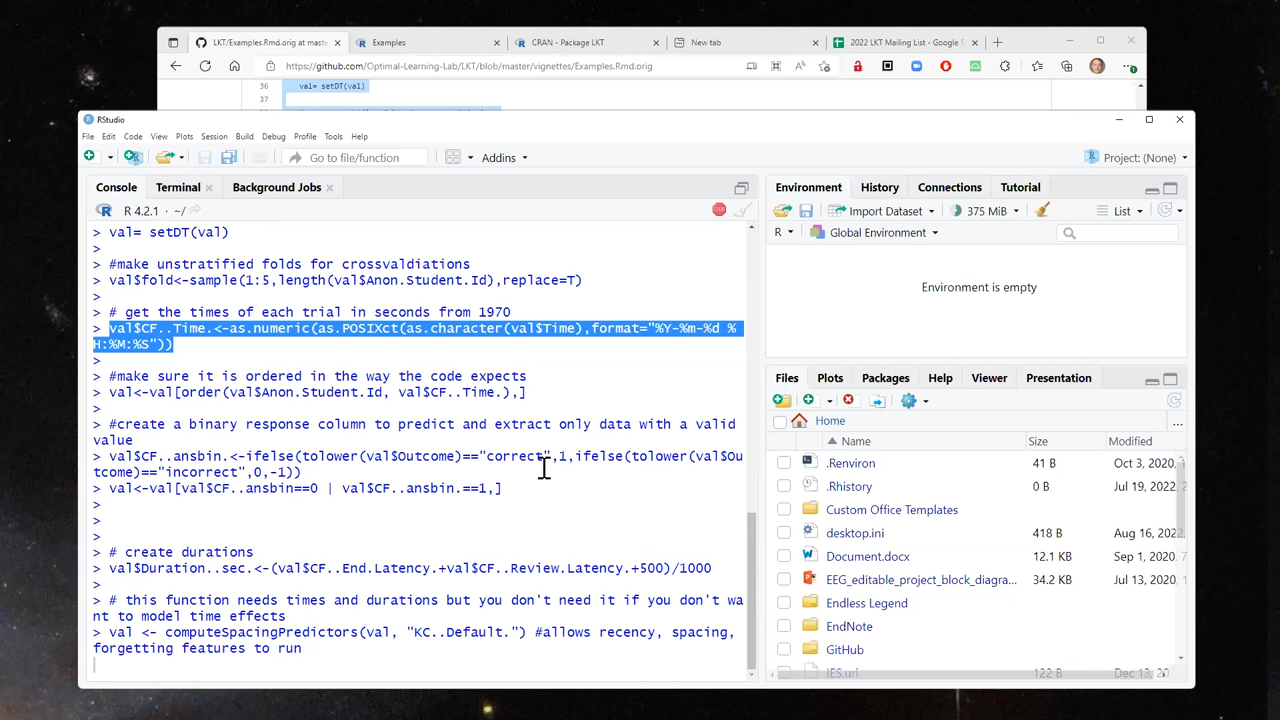 LKT/Examples.Rmd.orig at maste
Examples
CRAN - Package LKT
New tab
2022 LKT Mailing List - Google S
https://github.com/Optimal-Learning-Lab/LKT/blob/master/vignettes/Examples.Rmd.orig
36 val= setDT(val)
37
RStudio
File Edit Code View Plots Session Build Debug Profile Tools Help
Go to file/function
Addins
Project: (None)
Console Terminal Background Jobs
R 4.2.1 · ~/
> val= setDT(val)
>
> #make unstratified folds for crossvaldiations
> val$fold<-sample(1:5,length(val$Anon.Student.Id),replace=T)
>
> # get the times of each trial in seconds from 1970
> val$CF..Time.<-as.numeric(as.POSIXct(as.character(val$Time),format="%Y-%m-%d %
H:%M:%S"))
>
> #make sure it is ordered in the way the code expects
> val<-val[order(val$Anon.Student.Id, val$CF..Time.),]
>
> #create a binary response column to predict and extract only data with a valid
value
> val$CF..ansbin.<-ifelse(tolower(val$Outcome)=="correct",1,ifelse(tolower(val$Ou
tcome)=="incorrect",0,-1))
> val<-val[val$CF..ansbin==0 | val$CF..ansbin.==1,]
>
>
>
> # create durations
> val$Duration..sec.<-(val$CF..End.Latency.+val$CF..Review.Latency.+500)/1000
>
> # this function needs times and durations but you don't need it if you don't wa
nt to model time effects
> val <- computeSpacingPredictors(val, "KC..Default.") #allows recency, spacing,
forgetting features to run
Environment History Connections Tutorial
Import Dataset 375 MiB List
R Global Environment
Environment is empty
Files Plots Packages Help Viewer Presentation
Home
Name Size Modified
.Renviron 41 B Oct 3, 2020,
.Rhistory 0 B Jul 19, 2022,
Custom Office Templates
desktop.ini 418 B Aug 16, 2022
Document.docx 12.1 KB Sep 1, 2020,
EEG_editable_project_block_diagra... 34.2 KB Jul 13, 2020,
Endless Legend
EndNote
GitHub
IES.uri 122 B Dec 13, 20